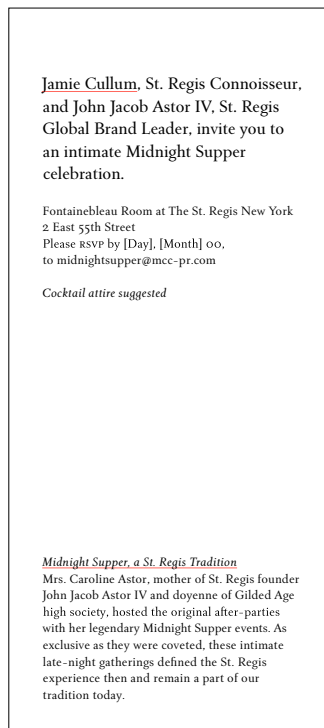 Jamie Cullum, St. Regis Connoisseur,
and John Jacob Astor IV, St. Regis
Global Brand Leader, invite you to
an intimate Midnight Supper
celebration.
Fontainebleau Room at The St. Regis New York
2 East 55th Street
Please RSVP by [Day], [Month] 00,
to midnightsupper@mcc-pr.com
Cocktail attire suggested
Midnight Supper, a St. Regis Tradition
Mrs. Caroline Astor, mother of St. Regis founder
John Jacob Astor IV and doyenne of Gilded Age
high society, hosted the original after-parties
with her legendary Midnight Supper events. As
exclusive as they were coveted, these intimate
late-night gatherings defined the St. Regis
experience then and remain a part of our
tradition today.